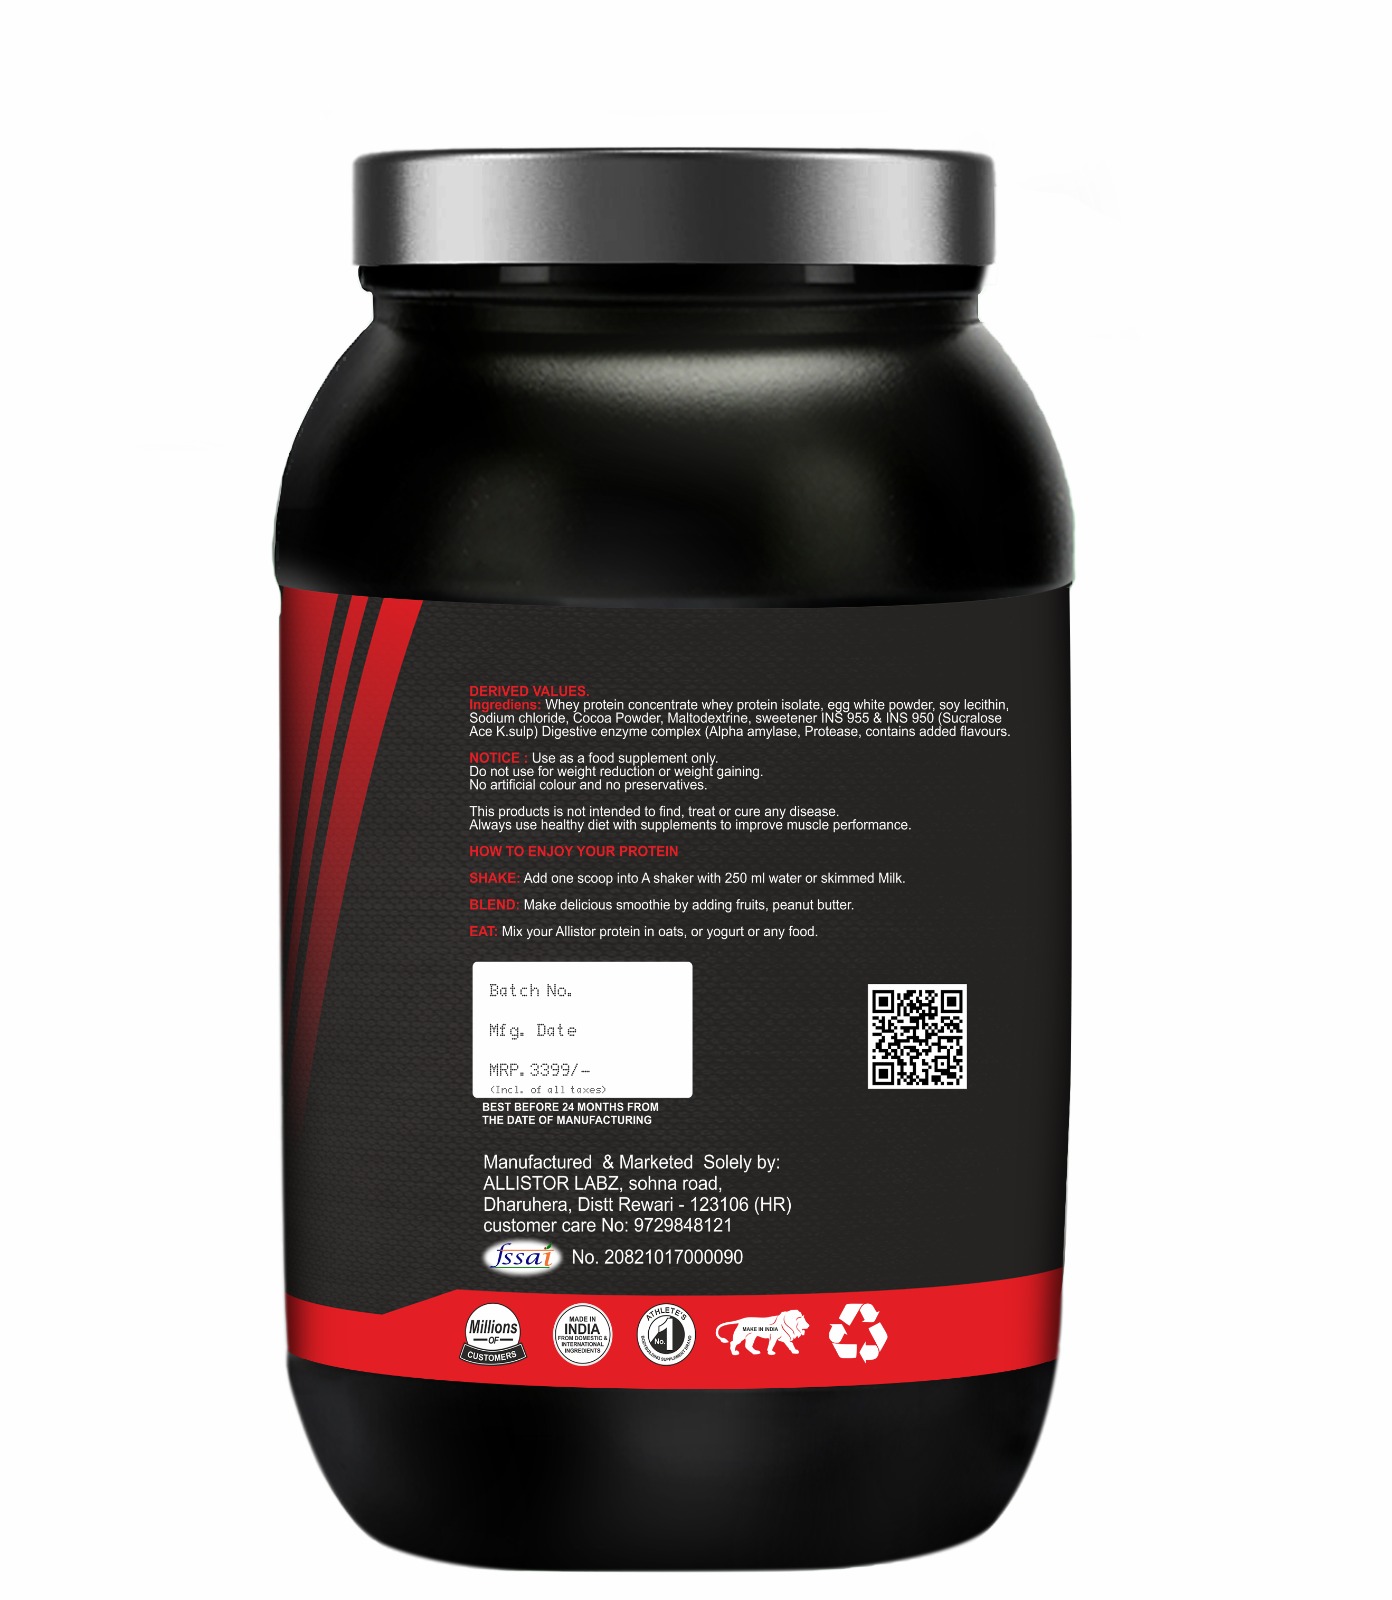 DERIVED VALUES.
Ingrediens: Whey protein concentrate whey protein isolate, egg white powder, soy lecithin,
Sodium chloride, Cocoa Powder, Maltodextrine, sweetener INS 955 & INS 950 (Sucralose
Ace K.sulp) Digestive enzyme complex (Alpha amylase, Protease, contains added flavours.
NOTICE : Use as a food supplement only.
Do not use for weight reduction or weight gaining.
No artificial colour and no preservatives.
This products is not intended to find, treat or cure any disease.
Always use healthy diet with supplements to improve muscle performance.
HOW TO ENJOY YOUR PROTEIN
SHAKE: Add one scoop into A shaker with 250 ml water or skimmed Milk.
BLEND: Make delicious smoothie by adding fruits, peanut butter.
EAT: Mix your Allistor protein in oats, or yogurt or any food.
Batch No.
Mfg. Date
MRP. 3399/-
(Incl. of all taxes)
BEST BEFORE 24 MONTHS FROM
THE DATE OF MANUFACTURING
Manufactured & Marketed Solely by:
ALLISTOR LABZ, sohna road,
Dharuhera, Distt Rewari - 123106 (HR)
customer care No: 9729848121
fssai No. 20821017000090
Millions
OF
CUSTOMERS
MADE IN
INDIA
FROM DOMESTIC &
INTERNATIONAL
INGREDIENTS
ATHLETE'S
No. 1
MAKE IN INDIA